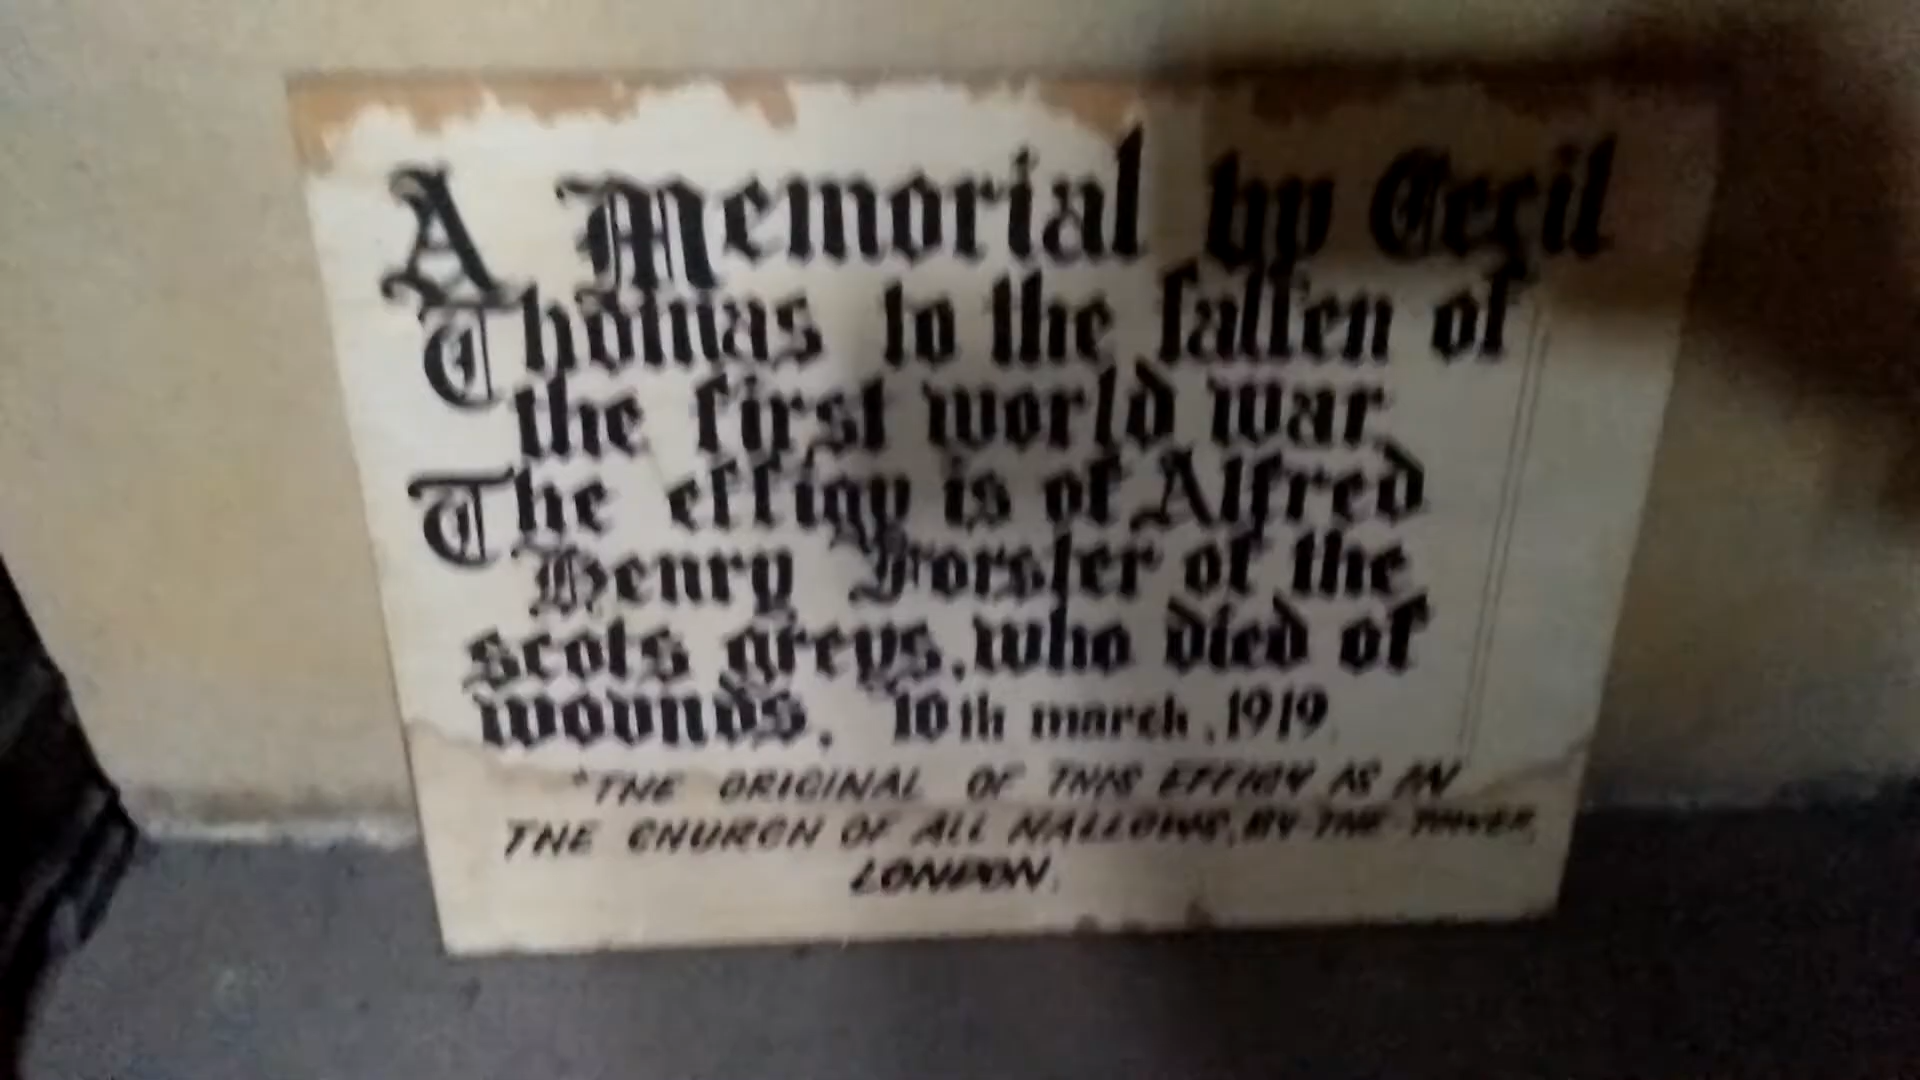 A Memorial by Cecil
Thomas to the fallen of
the first world war
The effigy is of Alfred
Henry Forster of the
scots greys, who died of
wounds. 10th march, 1919
"THE ORIGINAL OF THIS EFFIGY IS IN
THE CHURCH OF ALL HALLOWS, BY THE TOWER,
LONDON.